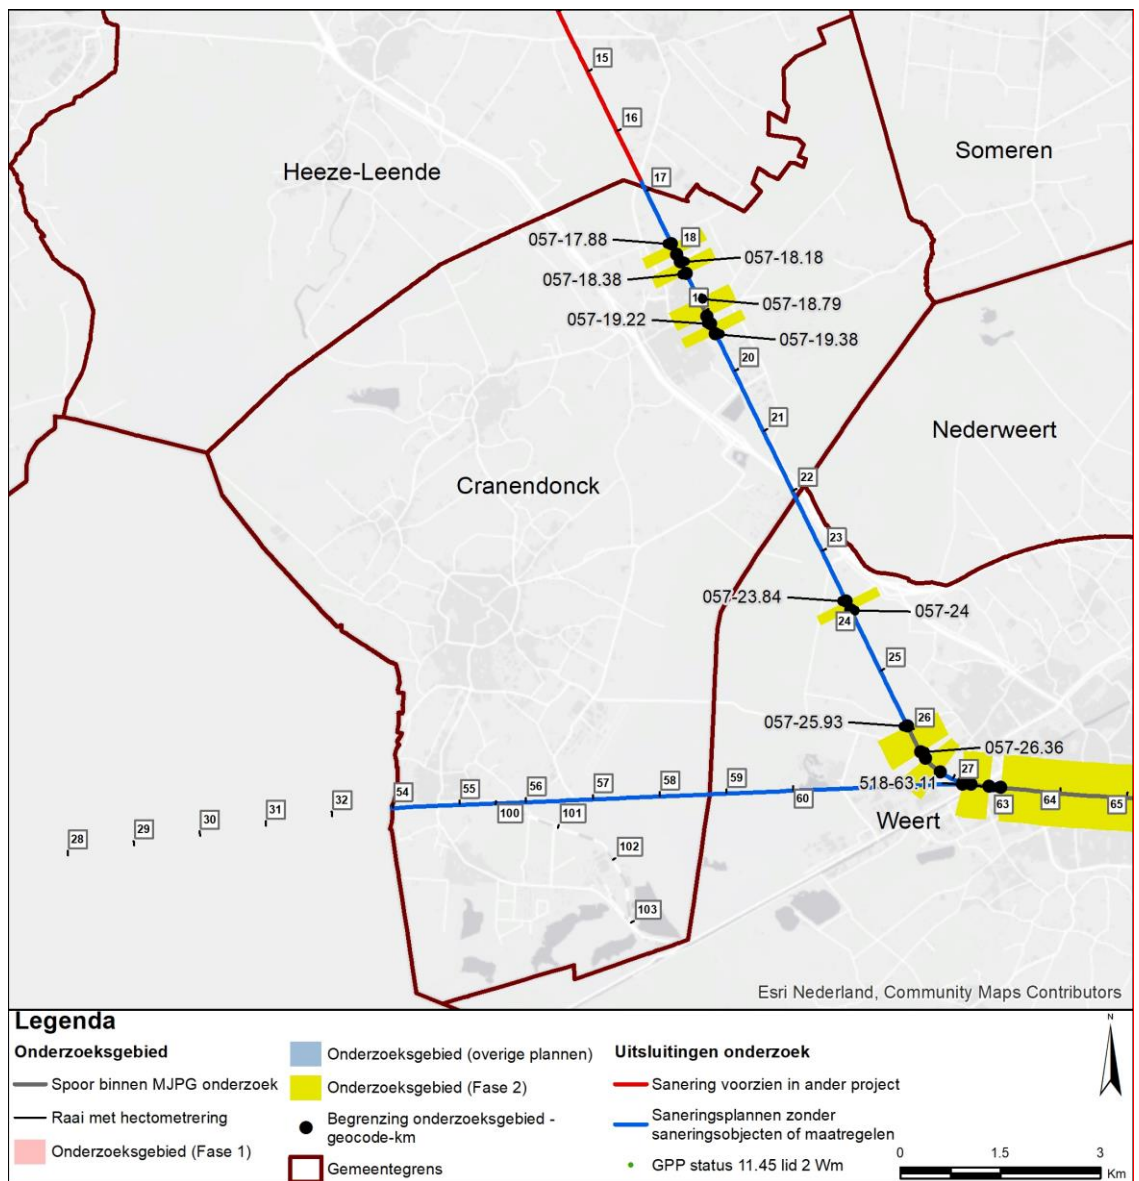 15
16
Someren
Heeze-Leende
17
057-17.88
18
057-18.18
057-18.38
057-18.79
057-19.22
057-19.38
20
21
Nederweert
Cranendonck
22
23
057-23.84
057-24
24
25
057-25.93
26
057-26.36
27
518-63.11
54
55
56
57
58
59
60
63
64
65
28
29
30
31
32
100
101
102
103
Weert
Esri Nederland, Community Maps Contributors
Legenda
Onderzoeksgebied
Spoor binnen MJPG onderzoek
Raai met hectometrering
Onderzoeksgebied (Fase 1)
Onderzoeksgebied (overige plannen)
Onderzoeksgebied (Fase 2)
Begrenzing onderzoeksgebied -
geocode-km
Gemeentegrens
Uitsluitingen onderzoek
Sanering voorzien in ander project
Saneringsplannen zonder
saneringsobjecten of maatregelen
GPP status 11.45 lid 2 Wm
N
0 1.5 3
Km